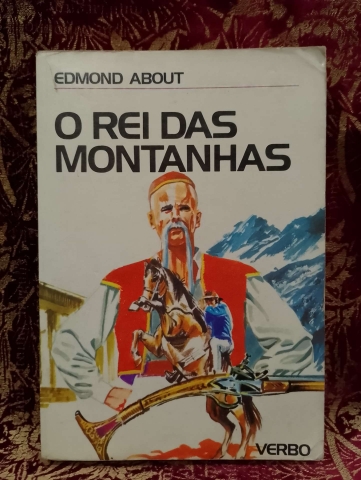 EDMOND ABOUT
O REI DAS
MONTANHAS
VERBO